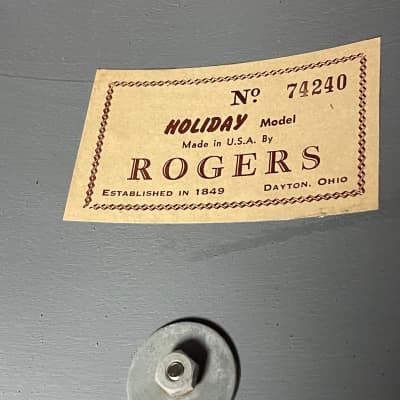 Nº 74240
HOLIDAY Model
Made in U.S.A. By
ROGERS
ESTABLISHED IN 1849 DAYTON, OHIO